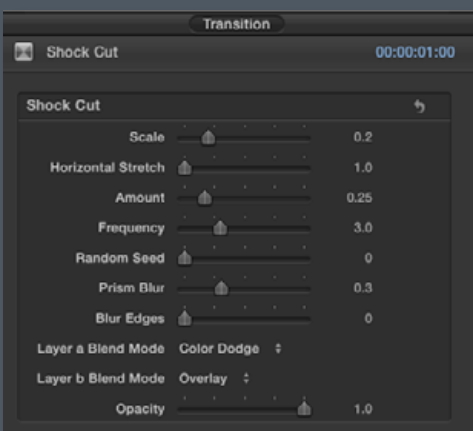 Transition
Shock Cut 00:00:01:00
Shock Cut
Scale 0.2
Horizontal Stretch 1.0
Amount 0.25
Frequency 3.0
Random Seed 0
Prism Blur 0.3
Blur Edges 0
Layer a Blend Mode Color Dodge
Layer b Blend Mode Overlay
Opacity 1.0